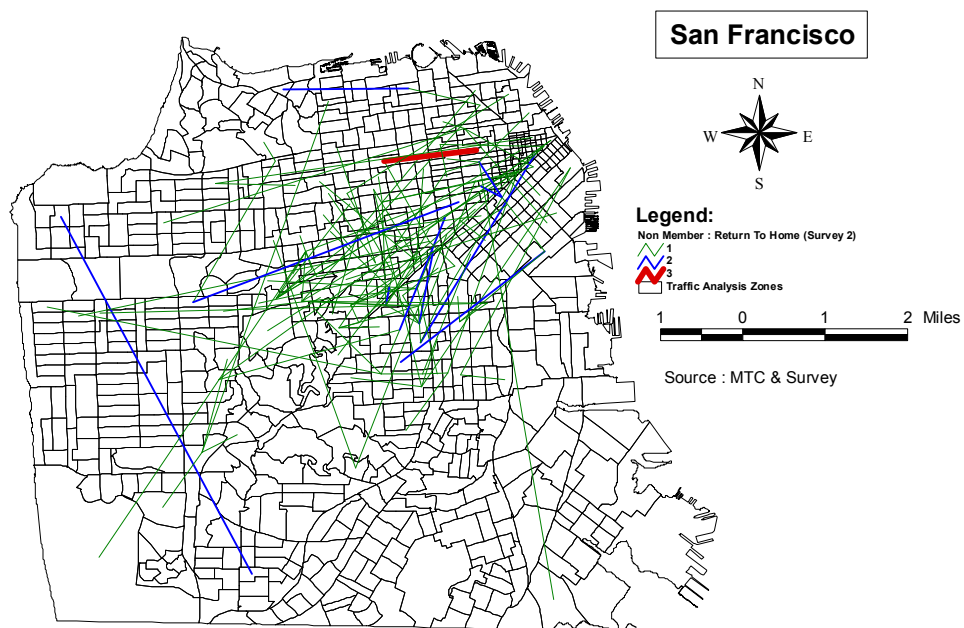 San Francisco
N
W
E
S
Legend:
Non Member : Return To Home (Survey 2)
1
2
3
Traffic Analysis Zones
1 0 1 2 Miles
Source : MTC & Survey